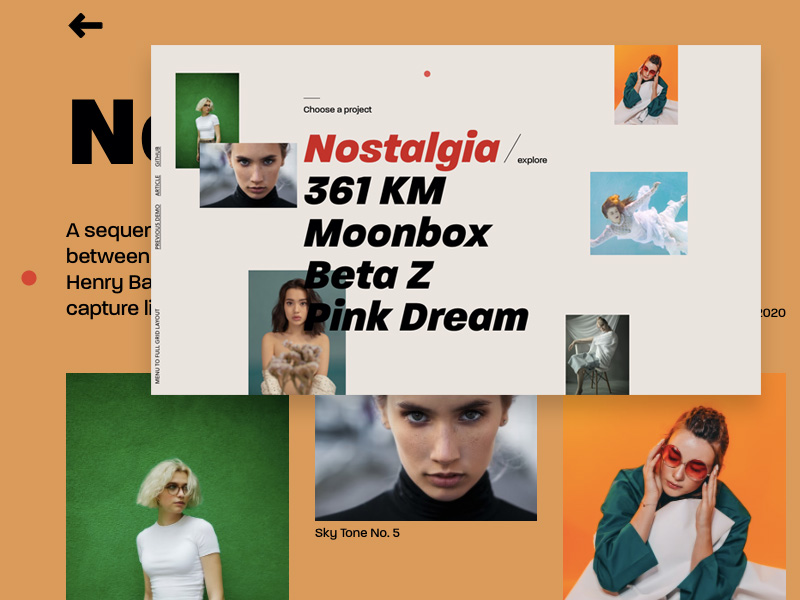 No
A sequen
between
Henry Ba
capture li
2020
GITHUB
ARTICLE
PREVIOUS DEMO
MENU TO FULL GRID LAYOUT
Choose a project
Nostalgia
explore
361 KM
Moonbox
Beta Z
Pink Dream
Sky Tone No. 5